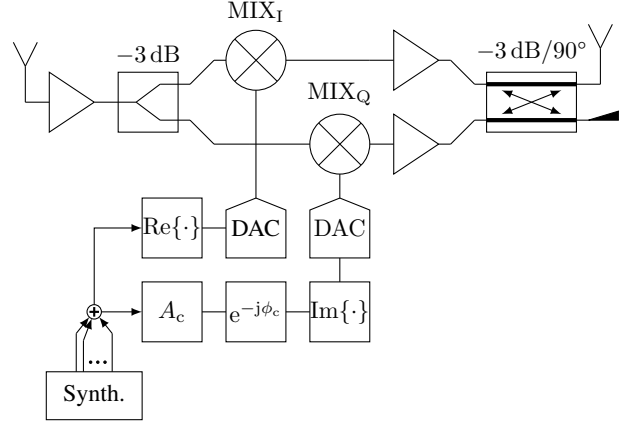 MIX_I
−3 dB
−3 dB/90°
MIX_Q
Re{·}
DAC
DAC
A_c
e^{−jϕ_c}
Im{·}
...
Synth.